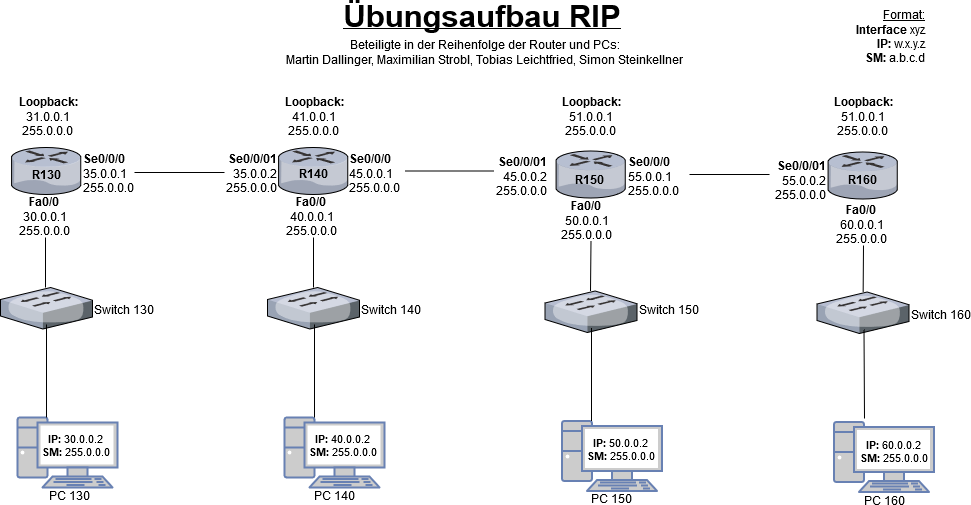 Übungsaufbau RIP
Beteiligte in der Reihenfolge der Router und PCs:
Martin Dallinger, Maximilian Strobl, Tobias Leichtfried, Simon Steinkellner
Format:
Interface xyz
IP: w.x.y.z
SM: a.b.c.d
Loopback:
31.0.0.1
255.0.0.0
R130
Se0/0/0
35.0.0.1
255.0.0.0
Fa0/0
30.0.0.1
255.0.0.0
Switch 130
IP: 30.0.0.2
SM: 255.0.0.0
PC 130
Loopback:
41.0.0.1
255.0.0.0
Se0/0/01
35.0.0.2
255.0.0.0
R140
Se0/0/0
45.0.0.1
255.0.0.0
Fa0/0
40.0.0.1
255.0.0.0
Switch 140
IP: 40.0.0.2
SM: 255.0.0.0
PC 140
Loopback:
51.0.0.1
255.0.0.0
Se0/0/01
45.0.0.2
255.0.0.0
R150
Se0/0/0
55.0.0.1
255.0.0.0
Fa0/0
50.0.0.1
255.0.0.0
Switch 150
IP: 50.0.0.2
SM: 255.0.0.0
PC 150
Loopback:
51.0.0.1
255.0.0.0
Se0/0/01
55.0.0.2
255.0.0.0
R160
Fa0/0
60.0.0.1
255.0.0.0
Switch 160
IP: 60.0.0.2
SM: 255.0.0.0
PC 160